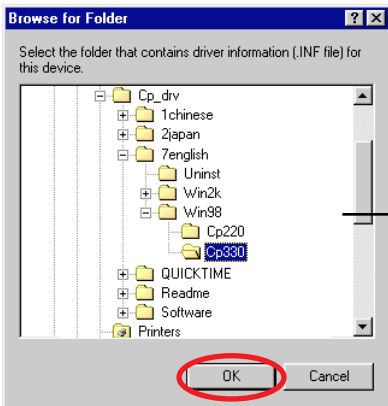 Browse for Folder
Select the folder that contains driver information (.INF file) for
this device.
Cp_drv
1chinese
2japan
7english
Uninst
Win2k
Win98
Cp220
Cp330
QUICKTIME
Readme
Software
Printers
OK Cancel